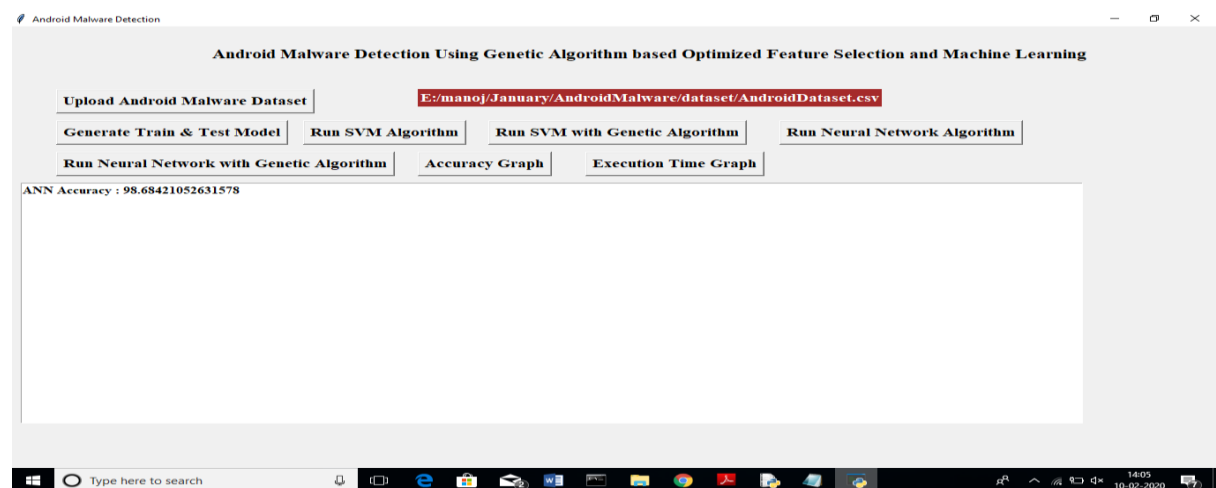 Android Malware Detection
Android Malware Detection Using Genetic Algorithm based Optimized Feature Selection and Machine Learning
Upload Android Malware Dataset
E:/manoj/January/AndroidMalware/dataset/AndroidDataset.csv
Generate Train & Test Model
Run SVM Algorithm
Run SVM with Genetic Algorithm
Run Neural Network Algorithm
Run Neural Network with Genetic Algorithm
Accuracy Graph
Execution Time Graph
ANN Accuracy : 98.68421052631578
Type here to search
14:05
10-02-2020